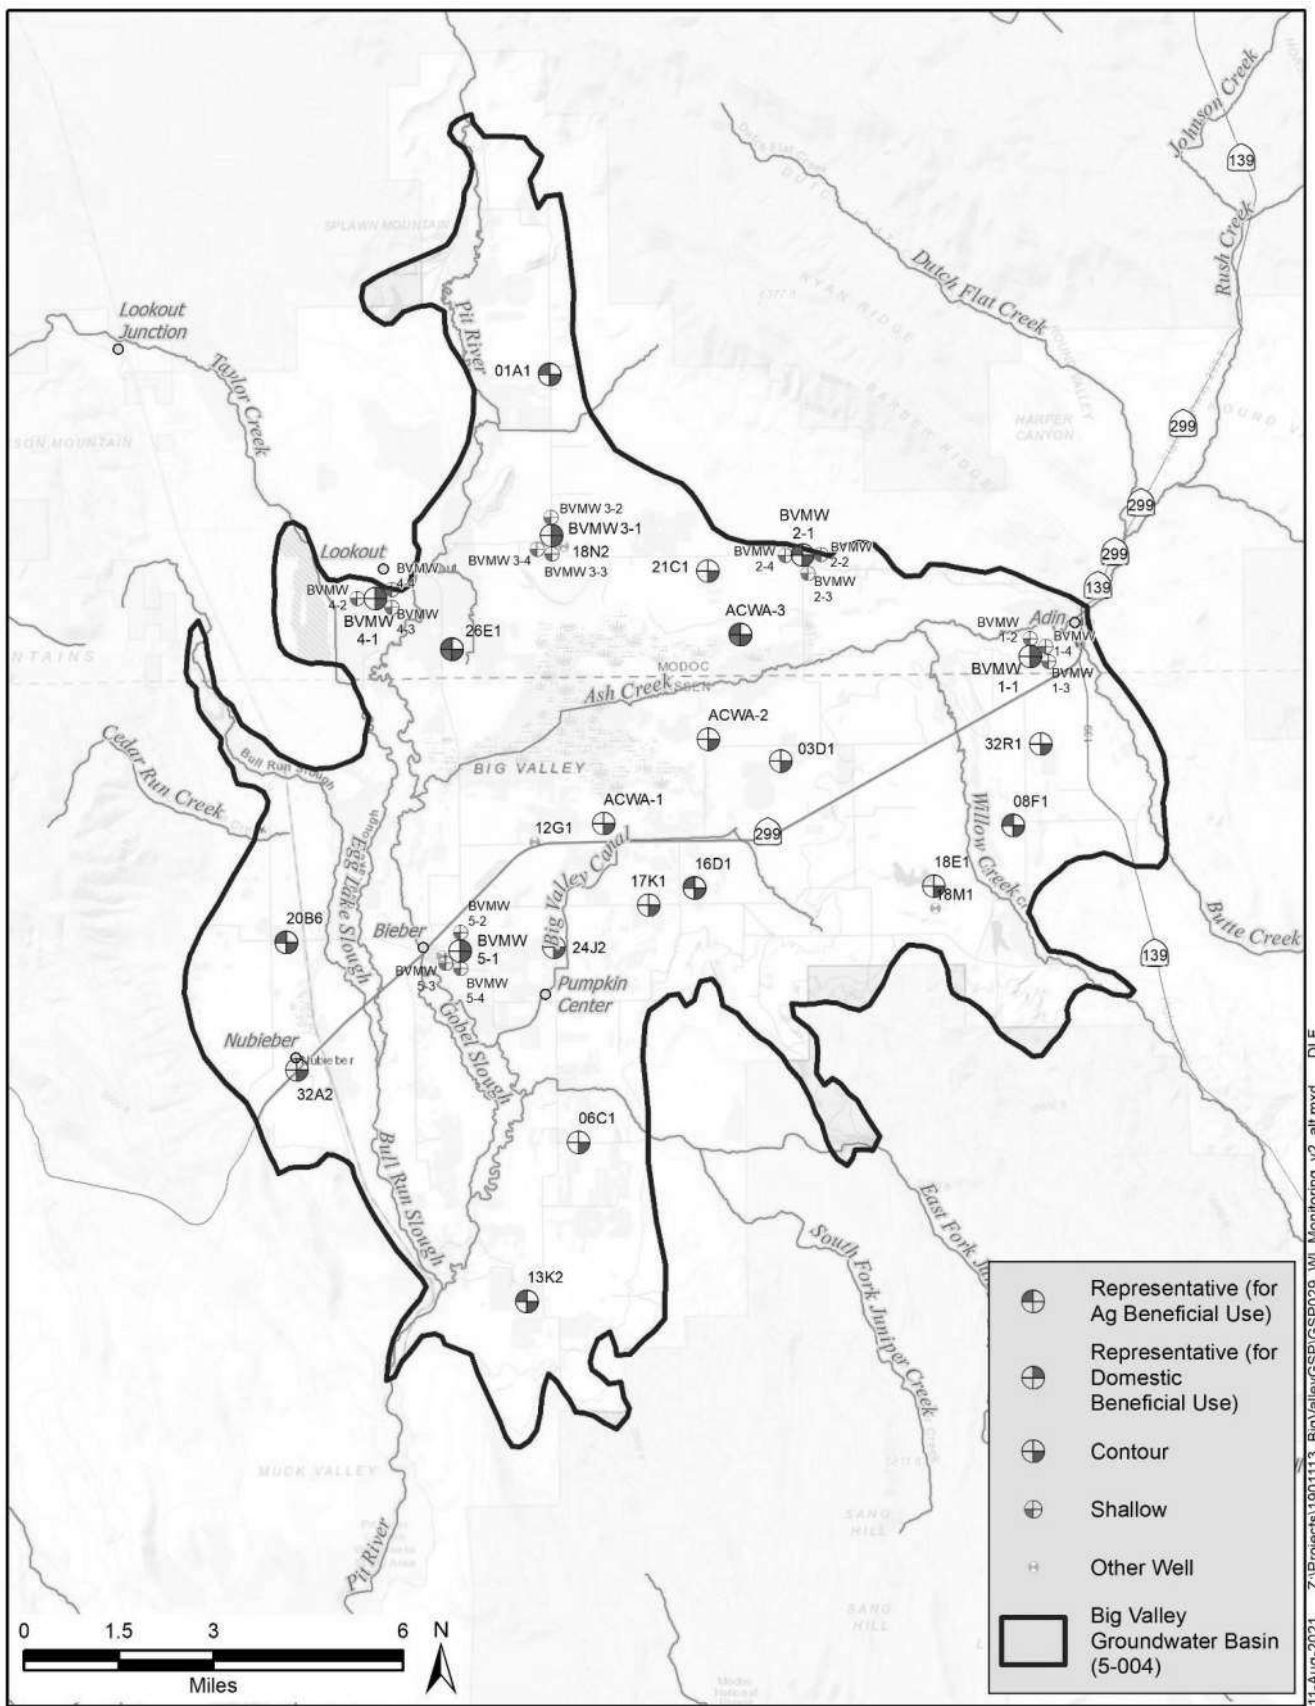 Johnson Creek
139
Dutch Flat Creek
SPLAWN MOUNTAIN
Rush Creek
Dutch Flat Creek
RYAN RIDGE
Lookout
Junction
Pit River
Taylor Creek
01A1
BARBER RIDGE
HARPER
CANYON
299
299
BVMW 3-2
BVMW 3-1
BVMW 3-4
18N2
BVMW 3-3
BVMW
2-1
BVMW
2-4
BVMW
2-2
BVMW
2-3
299
139
Lookout
21C1
BVMW
4-4
BVMW
4-2
BVMW
4-3
BVMW
4-1
26E1
ACWA-3
Adin
BVMW
1-2
BVMW
1-4
BVMW
1-1
BVMW
1-3
MODOC
Ash Creek
ACWA-2
03D1
32R1
139
Cedar Run Creek
Bull Run Slough
BIG VALLEY
ACWA-1
12G1
299
Willow Creek
08F1
Egg Lake Slough
Big Valley Canal
16D1
17K1
18E1
18M1
Butte Creek
20B6
Bieber
BVMW
5-2
BVMW
5-1
BVMW
5-3
BVMW
5-4
24J2
139
Pumpkin
Center
Gobel Slough
Nubieber
Nubieber
32A2
06C1
Bull Run Slough
East Fork
South Fork Juniper Creek
13K2
MUCK VALLEY
SAND
HILL
SAND
HILL
Pit River
Representative (for
Ag Beneficial Use)
Representative (for
Domestic
Beneficial Use)
Contour
Shallow
Other Well
Big Valley
Groundwater Basin
(5-004)
0 1.5 3 6
Miles
N